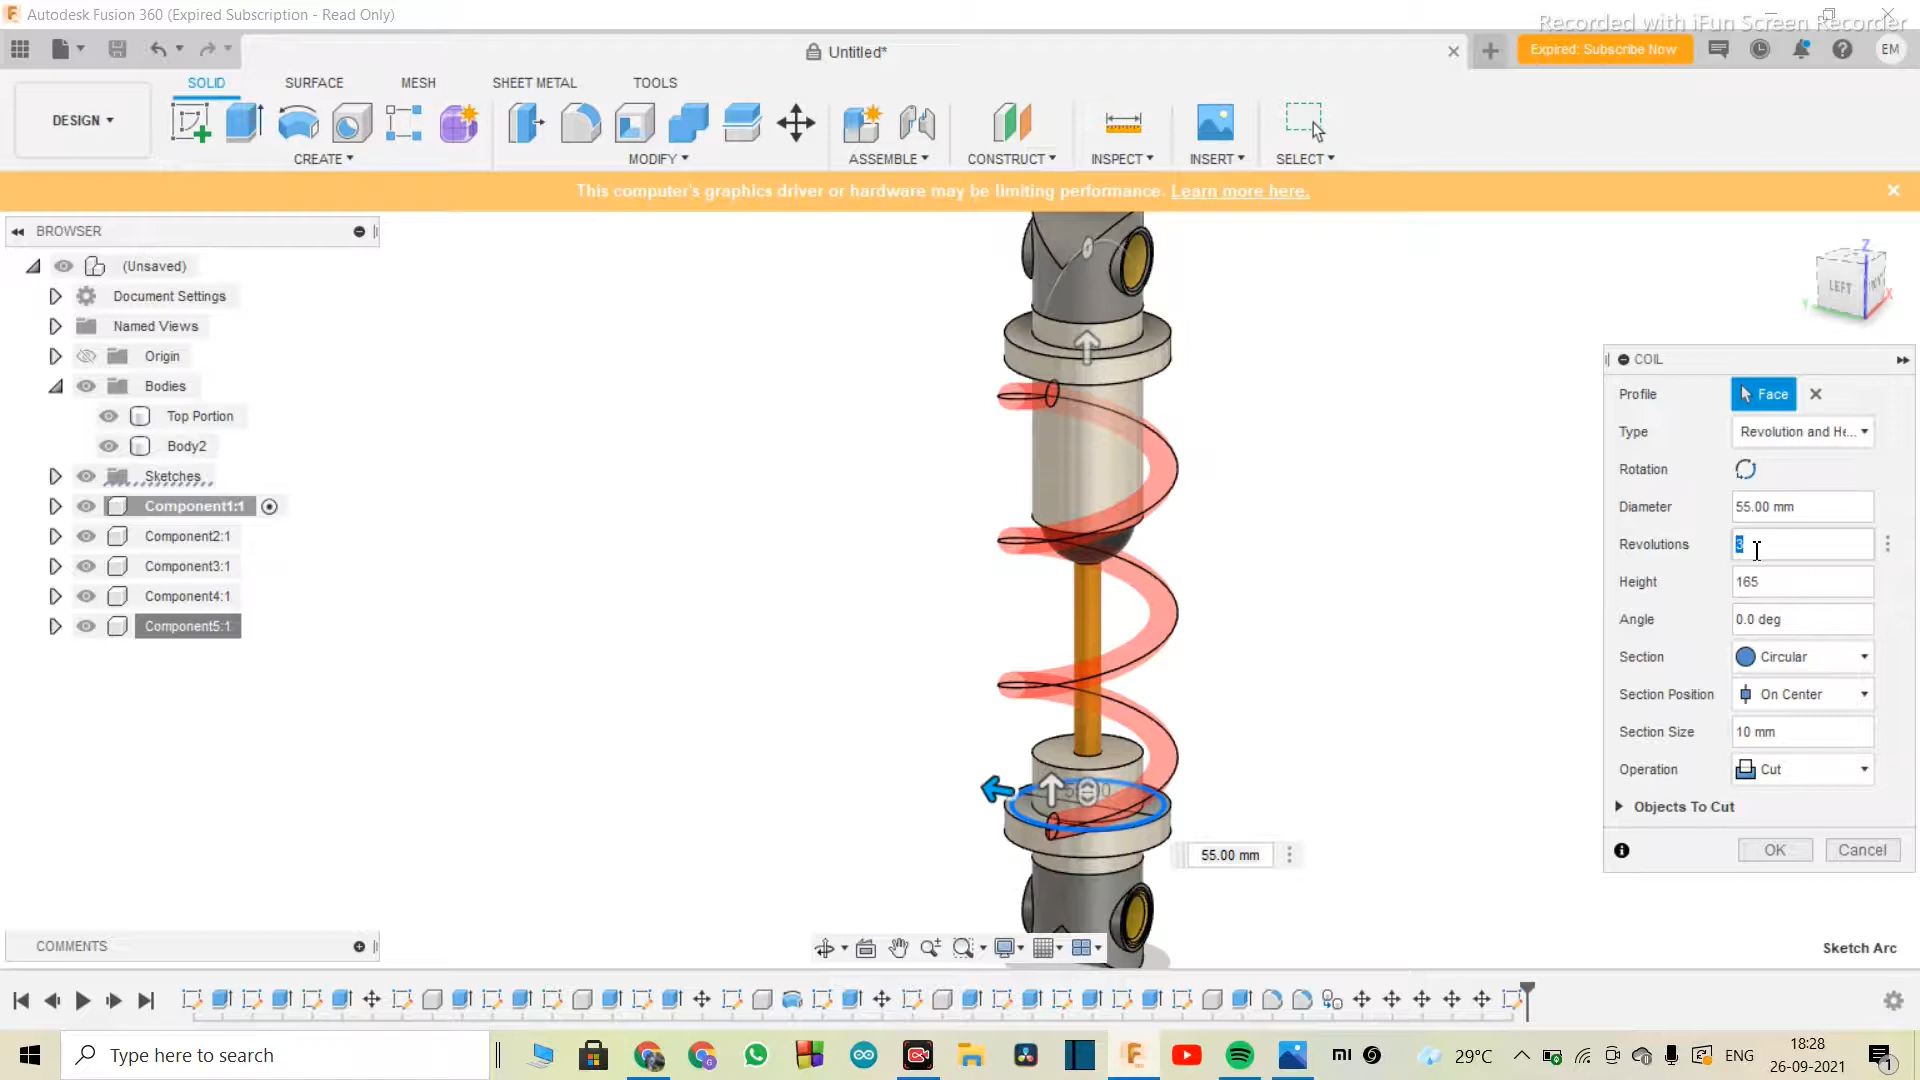 Autodesk Fusion 360 (Expired Subscription - Read Only)
Recorded with iFun Screen Recorder
Untitled*
Expired: Subscribe Now
EM
SOLID
SURFACE
MESH
SHEET METAL
TOOLS
DESIGN
CREATE
MODIFY
ASSEMBLE
CONSTRUCT
INSPECT
INSERT
SELECT
This computer's graphics driver or hardware may be limiting performance. Learn more here.
BROWSER
(Unsaved)
Document Settings
Named Views
Origin
Bodies
Top Portion
Body2
Sketches
Component1:1
Component2:1
Component3:1
Component4:1
Component5:1
Z
LEFT
X
Y
COIL
Profile Face
Type Revolution and He...
Rotation
Diameter 55.00 mm
Revolutions 3
Height 165
Angle 0.0 deg
Section Circular
Section Position On Center
Section Size 10 mm
Operation Cut
Objects To Cut
OK Cancel
55.00 mm
COMMENTS
Sketch Arc
Type here to search
mi
29°C
ENG
18:28
26-09-2021
1